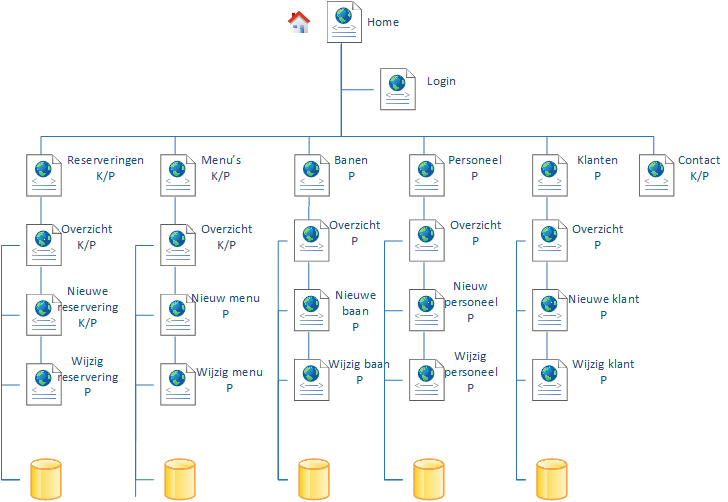 Home
Login
Reserveringen
K/P
Menu's
K/P
Banen
P
Personeel
P
Klanten
P
Contact
K/P
Overzicht
K/P
Overzicht
K/P
Overzicht
P
Overzicht
P
Overzicht
P
Nieuwe
reservering
K/P
Nieuw menu
P
Nieuwe
baan
P
Nieuw
personeel
P
Nieuwe klant
P
Wijzig
reservering
P
Wijzig menu
P
Wijzig baan
P
Wijzig
personeel
P
Wijzig klant
P